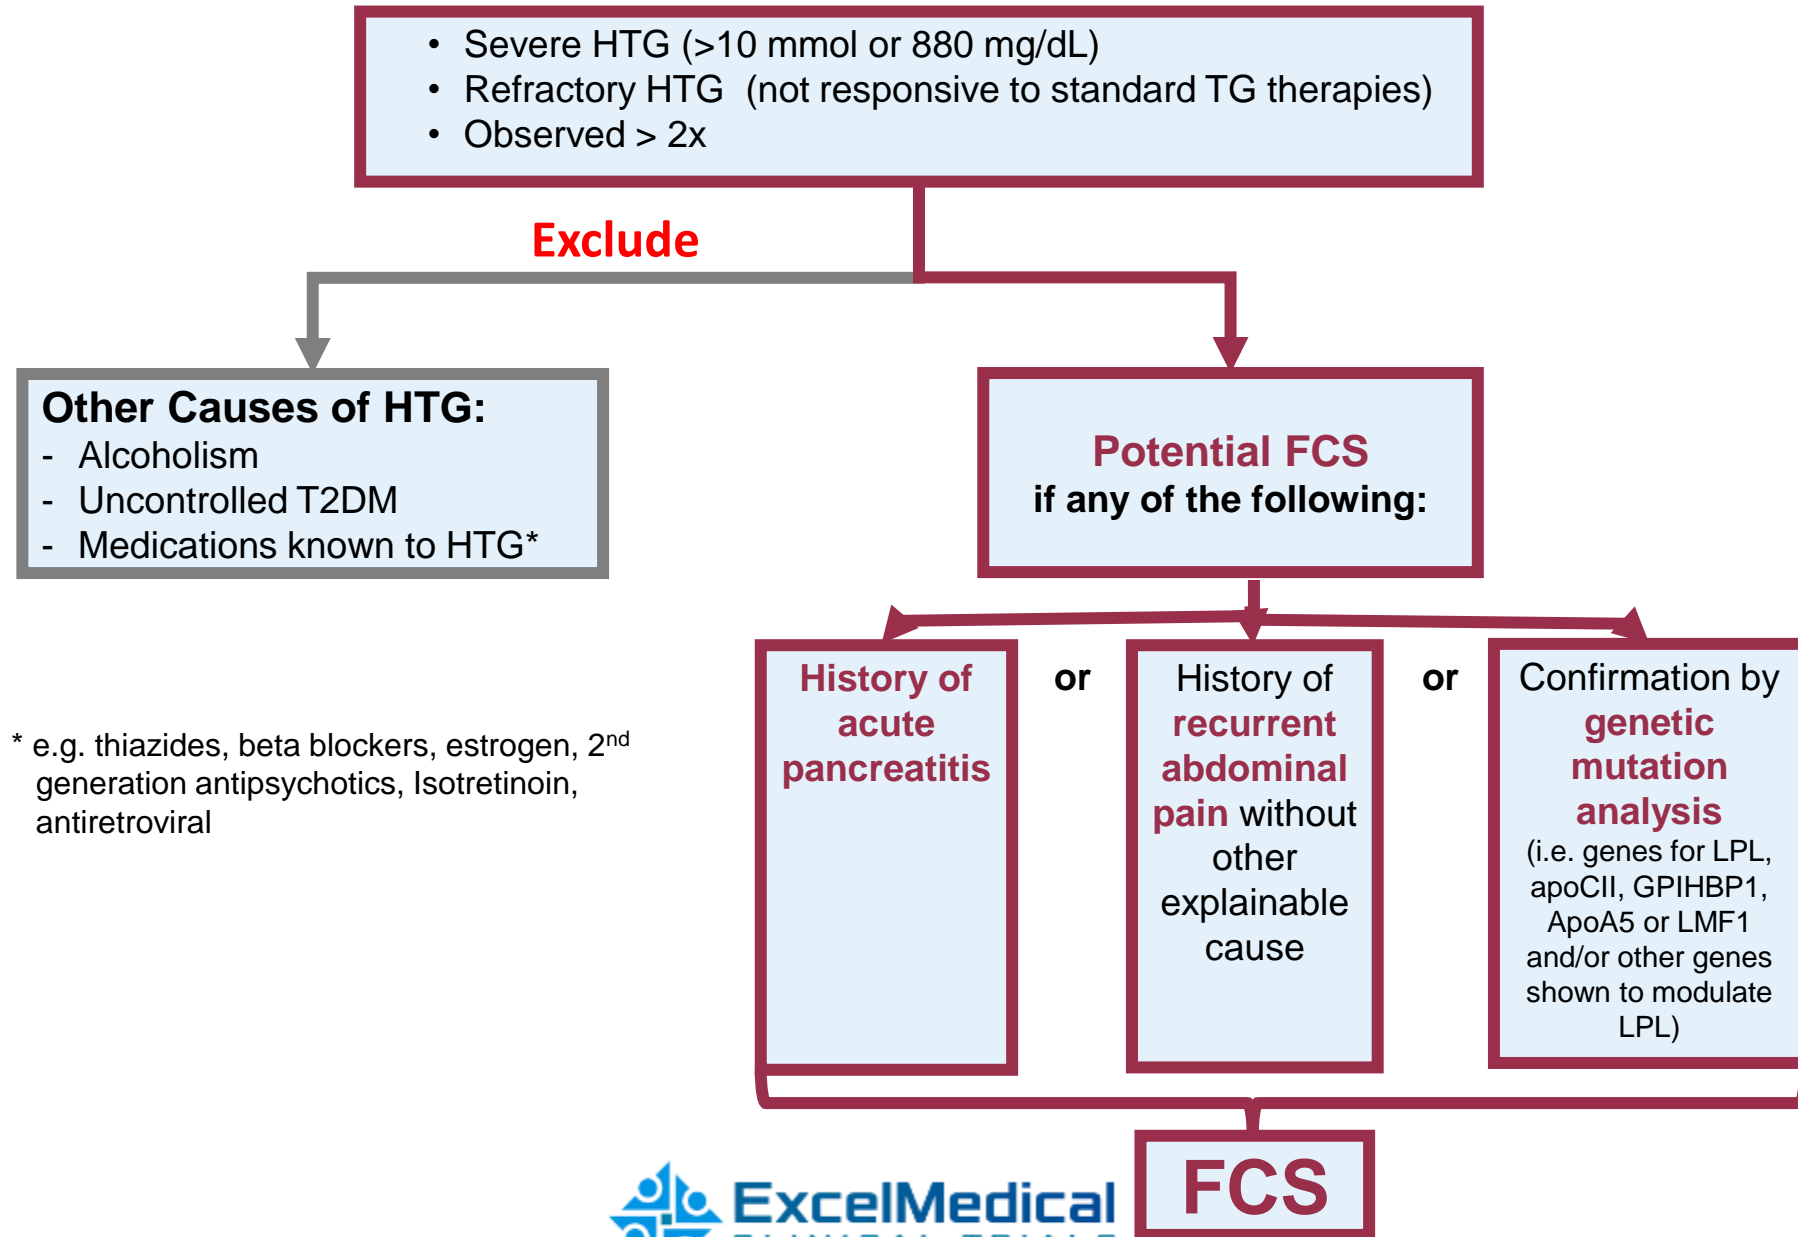 • Severe HTG (>10 mmol or 880 mg/dL)
• Refractory HTG (not responsive to standard TG therapies)
• Observed > 2x
Exclude
Other Causes of HTG:
- Alcoholism
- Uncontrolled T2DM
- Medications known to HTG*
Potential FCS
if any of the following:
* e.g. thiazides, beta blockers, estrogen, 2nd
generation antipsychotics, Isotretinoin,
antiretroviral
History of
acute
pancreatitis
or
History of
recurrent
abdominal
pain without
other
explainable
cause
or
Confirmation by
genetic
mutation
analysis
(i.e. genes for LPL,
apoCII, GPIHBP1,
ApoA5 or LMF1
and/or other genes
shown to modulate
LPL)
FCS
ExcelMedical
CLINICAL TRIALS